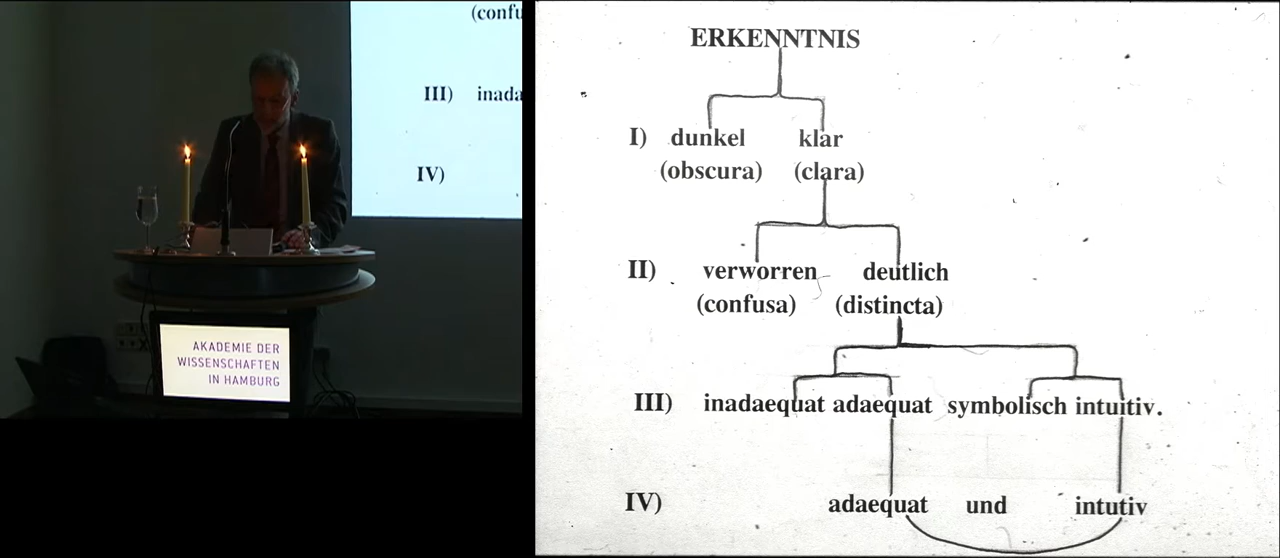 (confu
III) inada
IV)
AKADEMIE DER
WISSENSCHAFTEN
IN HAMBURG
ERKENNTNIS
I) dunkel klar
(obscura) (clara)
II) verworren deutlich
(confusa) (distincta)
III) inadaequat adaequat symbolisch intuitiv.
IV) adaequat und intutiv